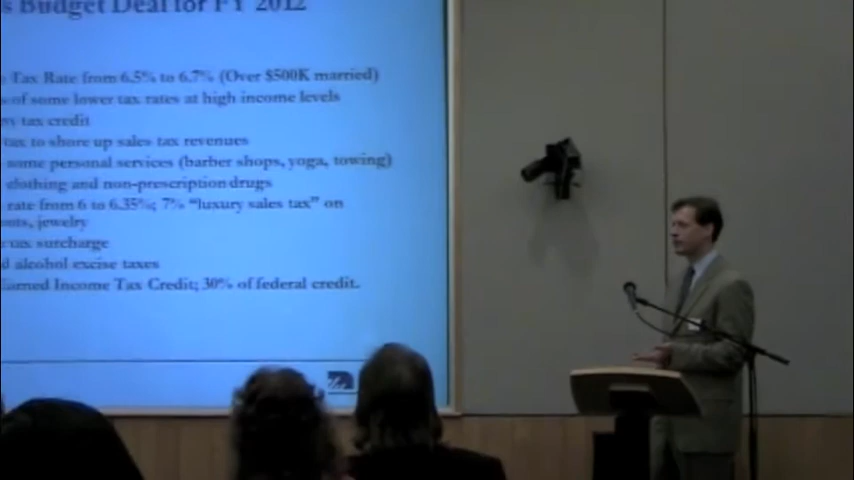 s Budget Deal for FY 2012
Tax Rate from 6.5% to 6.7% (Over $500K married)
of some lower tax rates at high income levels
tax credit
tax to shore up sales tax revenues
some personal services (barber shops, yoga, towing)
clothing and non-prescription drugs
rate from 6 to 6.35%; 7% “luxury sales tax” on
jewelry
tax surcharge
d alcohol excise taxes
Earned Income Tax Credit; 30% of federal credit.